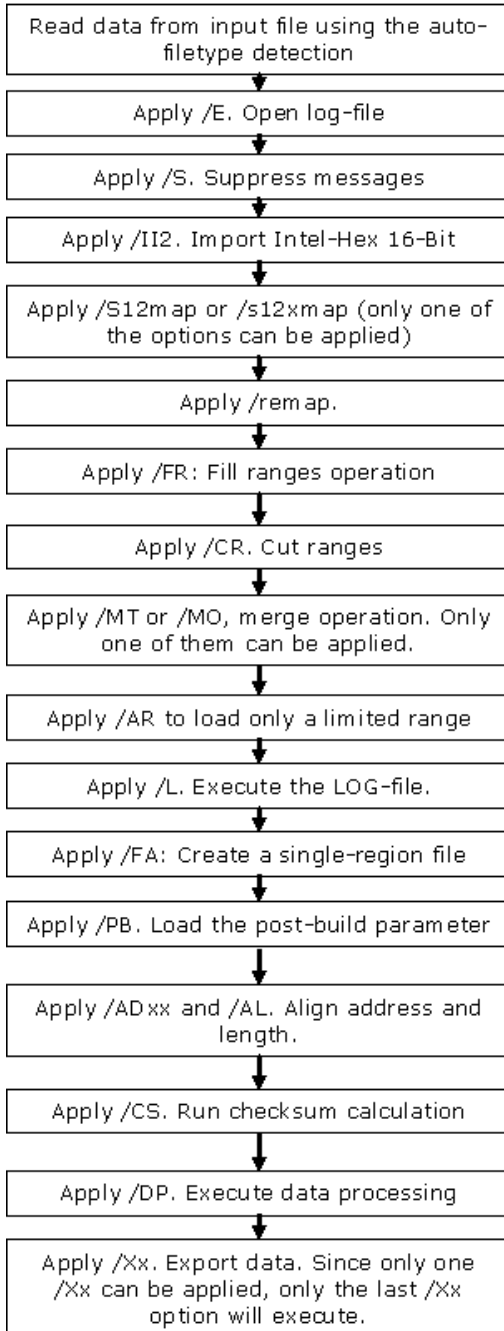 Read data from input file using the auto-
filetype detection
Apply /E. Open log-file
Apply /S. Suppress messages
Apply /II2. Import Intel-Hex 16-Bit
Apply /S12map or /s12xmap (only one of
the options can be applied)
Apply /remap.
Apply /FR: Fill ranges operation
Apply /CR. Cut ranges
Apply /MT or /MO, merge operation. Only
one of them can be applied.
Apply /AR to load only a limited range
Apply /L. Execute the LOG-file.
Apply /FA: Create a single-region file
Apply /PB. Load the post-build parameter
Apply /ADxx and /AL. Align address and
length.
Apply /CS. Run checksum calculation
Apply /DP. Execute data processing
Apply /Xx. Export data. Since only one
/Xx can be applied, only the last /Xx
option will execute.